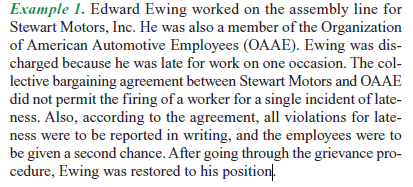 Example 1. Edward Ewing worked on the assembly line for
Stewart Motors, Inc. He was also a member of the Organization
of American Automotive Employees (OAAE). Ewing was dis-
charged because he was late for work on one occasion. The col-
lective bargaining agreement between Stewart Motors and OAAE
did not permit the firing of a worker for a single incident of late-
ness. Also, according to the agreement, all violations for late-
ness were to be reported in writing, and the employees were to
be given a second chance. After going through the grievance pro-
cedure, Ewing was restored to his position.